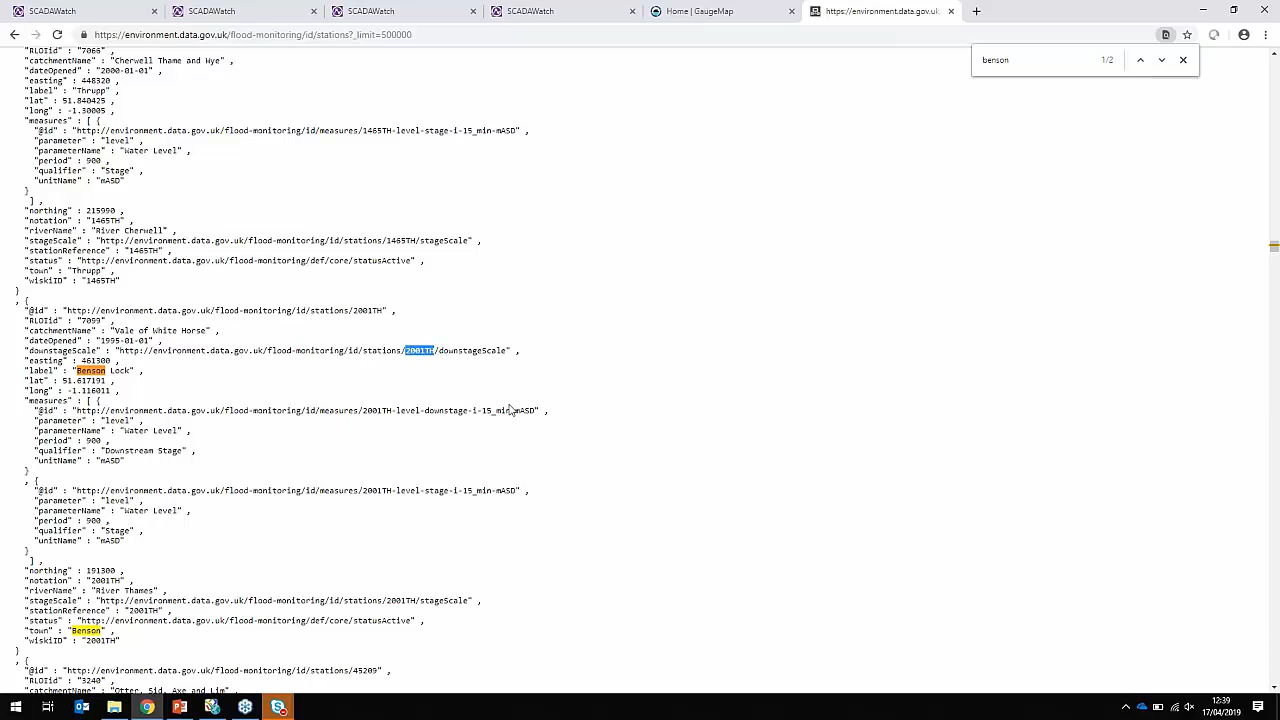 SCADAWatch
SCADAWatch
SCADAWatch
SCADAWatch
Home | GaugeMap
https://environment.data.gov.uk
https://environment.data.gov.uk/flood-monitoring/id/stations?_limit=500000
benson 1/2
"RLOIid" : "7066" ,
"catchmentName" : "Cherwell Thame and Wye" ,
"dateOpened" : "2000-01-01" ,
"easting" : 448320 ,
"label" : "Thrupp" ,
"lat" : 51.840425 ,
"long" : -1.30005 ,
"measures" : [ {
"@id" : "http://environment.data.gov.uk/flood-monitoring/id/measures/1465TH-level-stage-i-15_min-mASD" ,
"parameter" : "level" ,
"parameterName" : "Water Level" ,
"period" : 900 ,
"qualifier" : "Stage" ,
"unitName" : "mASD"
}
] ,
"northing" : 215990 ,
"notation" : "1465TH" ,
"riverName" : "River Cherwell" ,
"stageScale" : "http://environment.data.gov.uk/flood-monitoring/id/stations/1465TH/stageScale" ,
"stationReference" : "1465TH" ,
"status" : "http://environment.data.gov.uk/flood-monitoring/def/core/statusActive" ,
"town" : "Thrupp" ,
"wiskiID" : "1465TH"
}
, {
"@id" : "http://environment.data.gov.uk/flood-monitoring/id/stations/2001TH" ,
"RLOIid" : "7099" ,
"catchmentName" : "Vale of White Horse" ,
"dateOpened" : "1995-01-01" ,
"downstageScale" : "http://environment.data.gov.uk/flood-monitoring/id/stations/2001TH/downstageScale" ,
"easting" : 461300 ,
"label" : "Benson Lock" ,
"lat" : 51.617191 ,
"long" : -1.116011 ,
"measures" : [ {
"@id" : "http://environment.data.gov.uk/flood-monitoring/id/measures/2001TH-level-downstage-i-15_min-mASD" ,
"parameter" : "level" ,
"parameterName" : "Water Level" ,
"period" : 900 ,
"qualifier" : "Downstream Stage" ,
"unitName" : "mASD"
}
, {
"@id" : "http://environment.data.gov.uk/flood-monitoring/id/measures/2001TH-level-stage-i-15_min-mASD" ,
"parameter" : "level" ,
"parameterName" : "Water Level" ,
"period" : 900 ,
"qualifier" : "Stage" ,
"unitName" : "mASD"
}
] ,
"northing" : 191300 ,
"notation" : "2001TH" ,
"riverName" : "River Thames" ,
"stageScale" : "http://environment.data.gov.uk/flood-monitoring/id/stations/2001TH/stageScale" ,
"stationReference" : "2001TH" ,
"status" : "http://environment.data.gov.uk/flood-monitoring/def/core/statusActive" ,
"town" : "Benson" ,
"wiskiID" : "2001TH"
}
, {
"@id" : "http://environment.data.gov.uk/flood-monitoring/id/stations/45209" ,
"RLOIid" : "3240" ,
"catchmentName" : "Otter, Sid, Axe and Lim" ,
12:39
17/04/2019